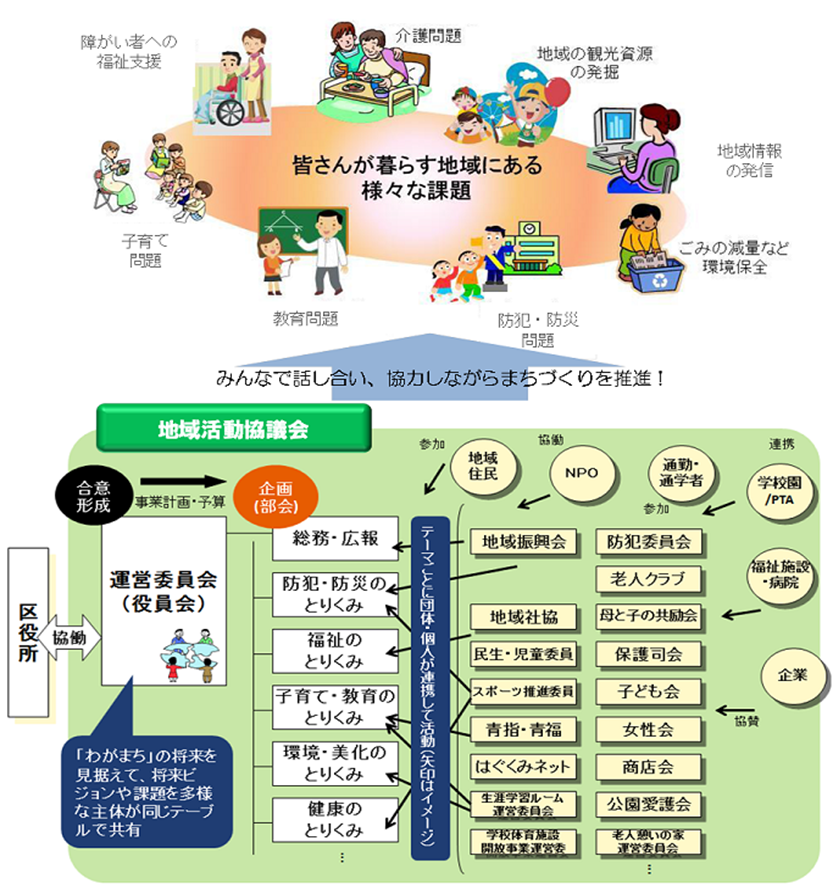 障がい者への
福祉支援
介護問題
地域の観光資源
の発掘
地域情報
の発信
皆さんが暮らす地域にある
様々な課題
子育て
問題
教育問題
防犯・防災
問題
ごみの減量など
環境保全
みんなで話し合い、協力しながらまちづくりを推進！
地域活動協議会
合意
形成
事業計画・予算
企画
(部会)
参加
地域
住民
協働
NPO
通勤・
通学者
参加
連携
学校園
/PTA
福祉施設
・病院
企業
協賛
区役所
協働
運営委員会
（役員会）
「わがまち」の将来を
見据えて、将来ビ
ジョンや課題を多様
な主体が同じテーブ
ルで共有
総務・広報
防犯・防災の
とりくみ
福祉の
とりくみ
子育て・教育の
とりくみ
環境・美化の
とりくみ
健康の
とりくみ
⋮
テーマごとに団体・個人が連携して活動（矢印はイメージ）
地域振興会
地域社協
民生・児童委員
スポーツ推進委員
青指・青福
はぐくみネット
生涯学習ルーム
運営委員会
学校体育施設
開放事業運営委
防犯委員会
老人クラブ
母と子の共励会
保護司会
子ども会
女性会
商店会
公園愛護会
老人憩いの家
運営委員会
⋮